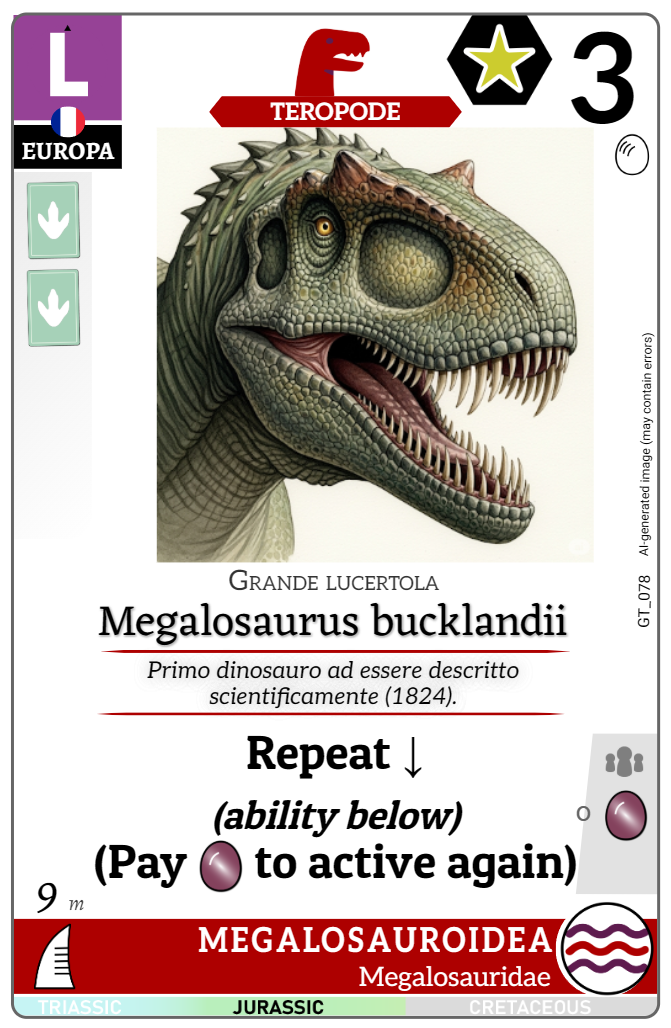 L
EUROPA
TEROPODE
3
AI-generated image (may contain errors)
GT_078
GRANDE LUCERTOLA
Megalosaurus bucklandii
Primo dinosauro ad essere descritto
scientificamente (1824).
Repeat ↓
(ability below)
(Pay to active again)
o
9 m
MEGALOSAUROIDEA
Megalosauridae
TRIASSIC JURASSIC CRETACEOUS